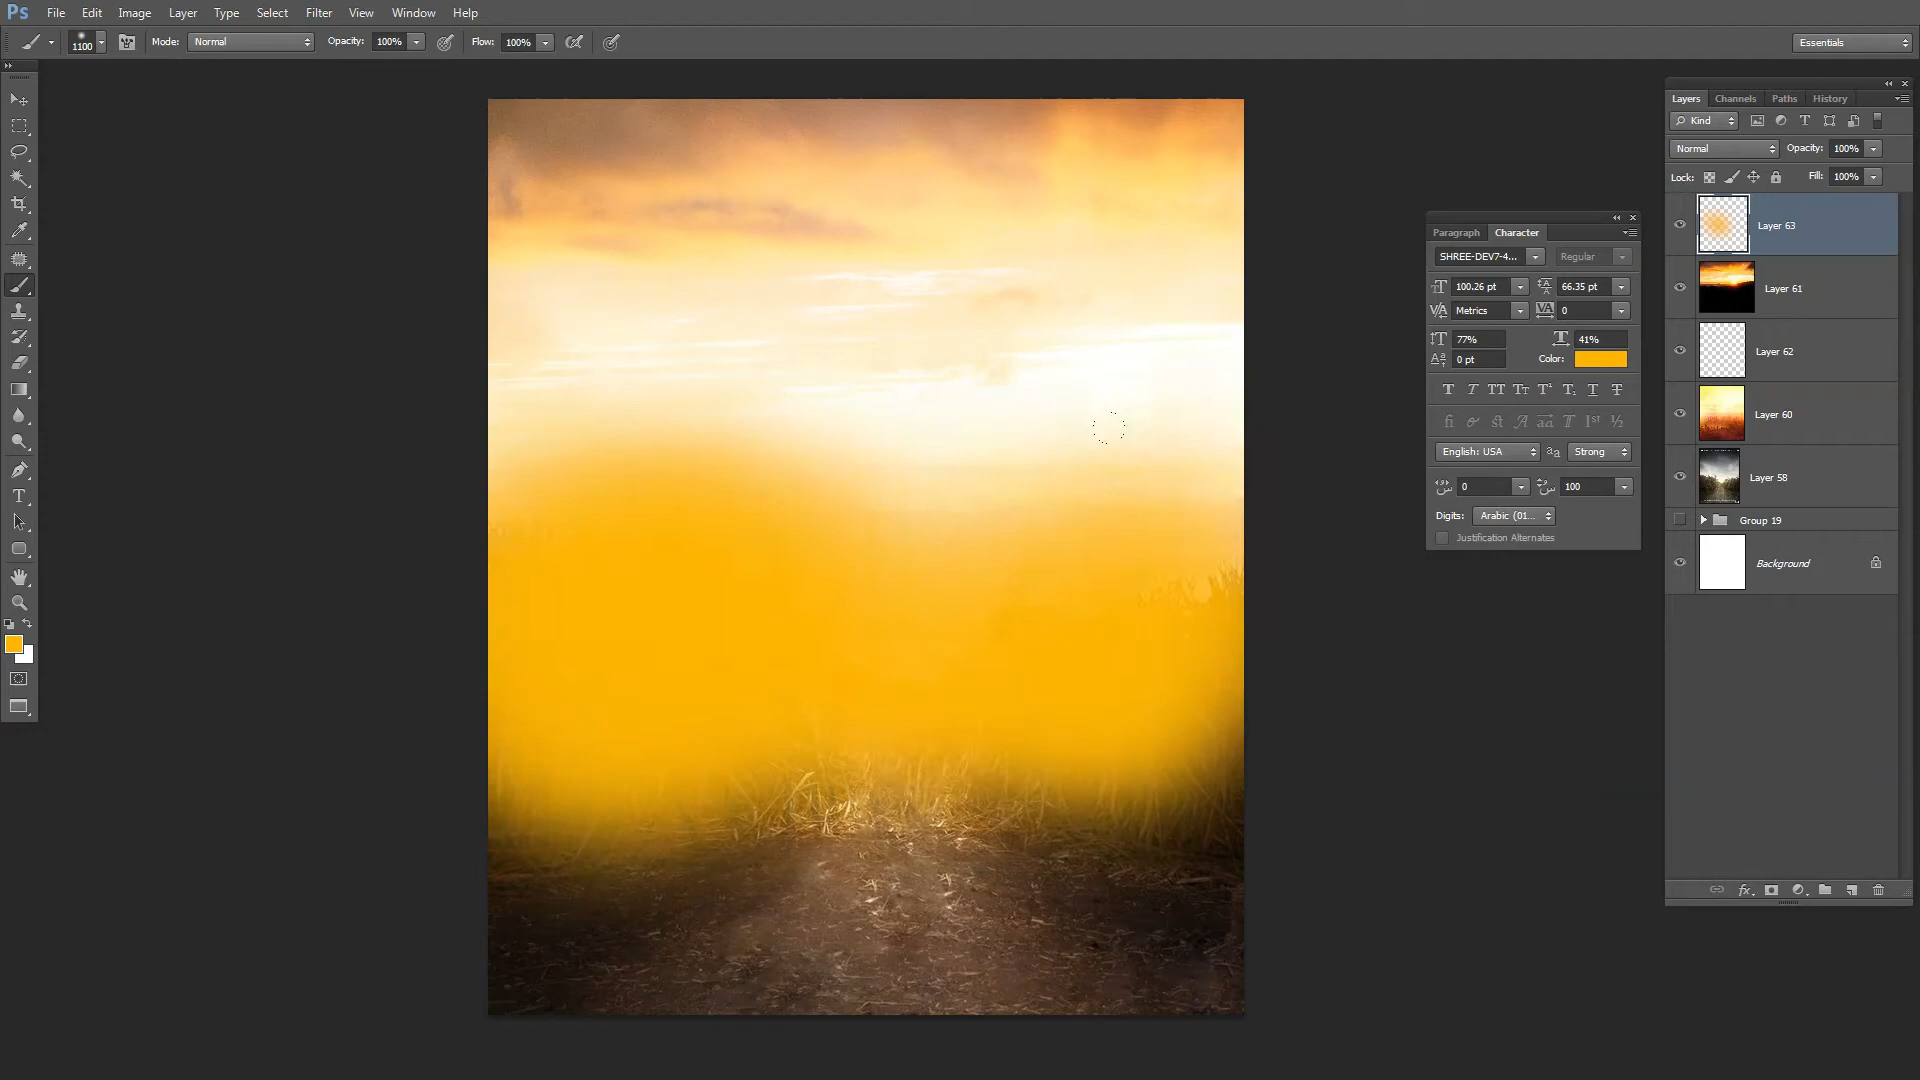 Ps File Edit Image Layer Type Select Filter View Window Help
1100 Mode: Normal Opacity: 100% Flow: 100% Essentials
Layers Channels Paths History
Kind
Normal Opacity: 100%
Lock: Fill: 100%
Layer 63
Layer 61
Layer 62
Layer 60
Layer 58
Group 19
Background
Paragraph Character
SHREE-DEV7-4... Regular
100.26 pt 66.35 pt
Metrics 0
77% 41%
0 pt Color:
English: USA Strong
0 100
Digits: Arabic (01...
Justification Alternates